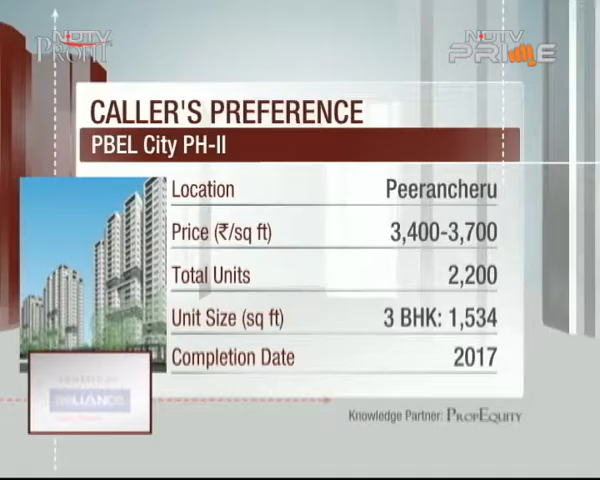 NDTV
PROFIT
NDTV
PRIME
CALLER'S PREFERENCE
PBEL City PH-II
Location Peerancheru
Price (₹/sq ft) 3,400-3,700
Total Units 2,200
Unit Size (sq ft) 3 BHK: 1,534
Completion Date 2017
RELIANCE
Knowledge Partner: PROPEQUITY